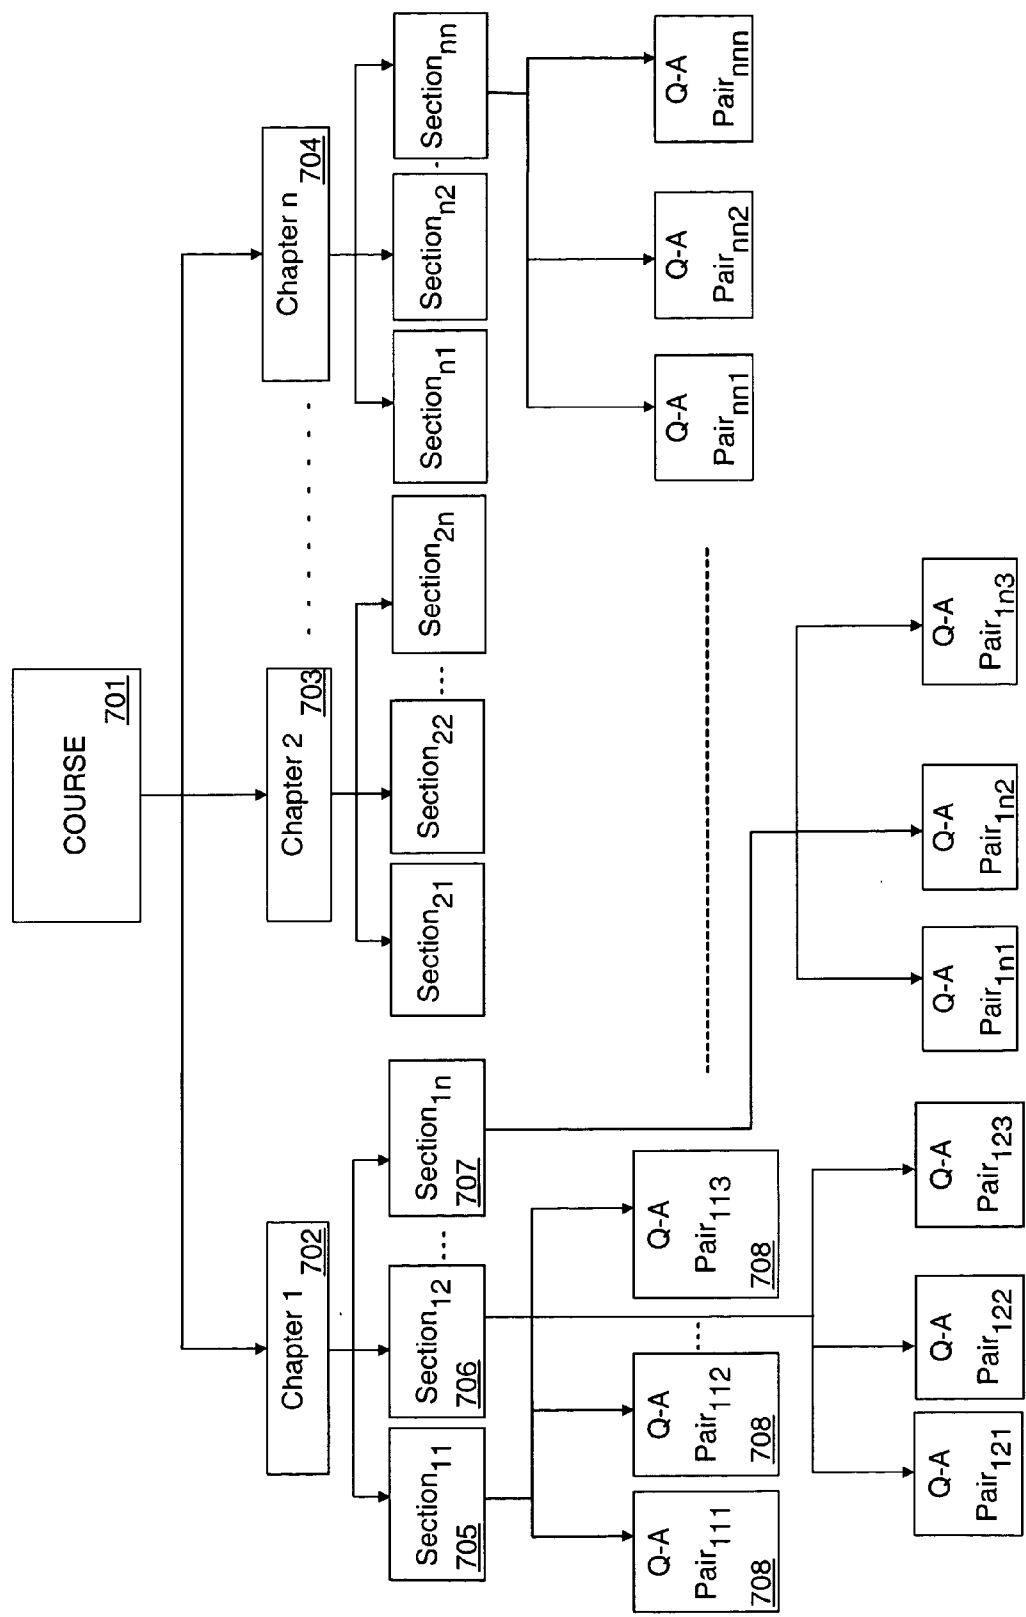 COURSE
701
Chapter 1
702
Chapter 2
703
. . . . . . . .
Chapter n
704
Section11
705
Section12
706
....
Section1n
707
Section21
Section22
....
Section2n
Sectionn1
Sectionn2
.
Sectionnn
Q-A
Pair111
708
Q-A
Pair112
708
....
Q-A
Pair113
708
Q-A
Pairnn1
Q-A
Pairnn2
Q-A
Pairnnn
Q-A
Pair121
Q-A
Pair122
Q-A
Pair123
Q-A
Pair1n1
Q-A
Pair1n2
Q-A
Pair1n3